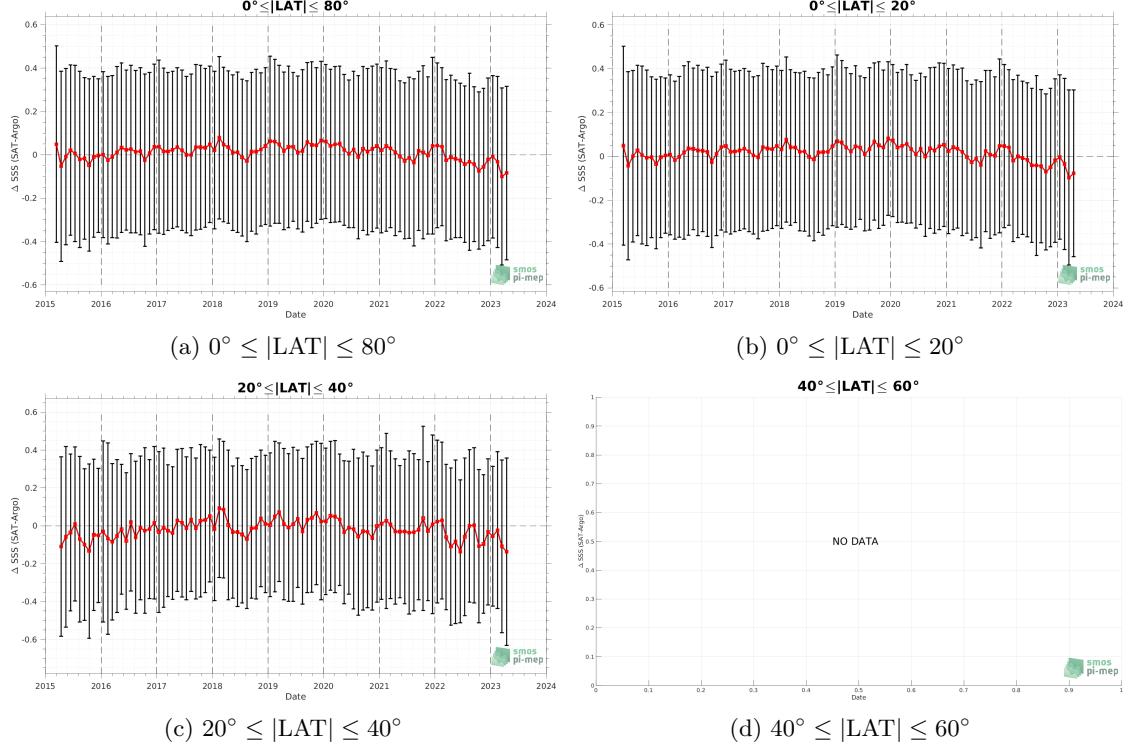 0°≤|LAT|≤ 80°
0.6
0.4
0.2
0
-0.2
-0.4
-0.6
Δ SSS (SAT-Argo)
2015 2016 2017 2018 2019 2020 2021 2022 2023 2024
Date
smos
pi-mep
(a) 0° ≤ |LAT| ≤ 80°
0°≤|LAT|≤ 20°
0.6
0.4
0.2
0
-0.2
-0.4
-0.6
Δ SSS (SAT-Argo)
2015 2016 2017 2018 2019 2020 2021 2022 2023 2024
Date
smos
pi-mep
(b) 0° ≤ |LAT| ≤ 20°
20°≤|LAT|≤ 40°
0.6
0.4
0.2
0
-0.2
-0.4
-0.6
Δ SSS (SAT-Argo)
2015 2016 2017 2018 2019 2020 2021 2022 2023 2024
Date
smos
pi-mep
(c) 20° ≤ |LAT| ≤ 40°
40°≤|LAT|≤ 60°
1
0.9
0.8
0.7
0.6
0.5
0.4
0.3
0.2
0.1
0
Δ SSS (SAT-Argo)
NO DATA
0 0.1 0.2 0.3 0.4 0.5 0.6 0.7 0.8 0.9 1
Date
smos
pi-mep
(d) 40° ≤ |LAT| ≤ 60°